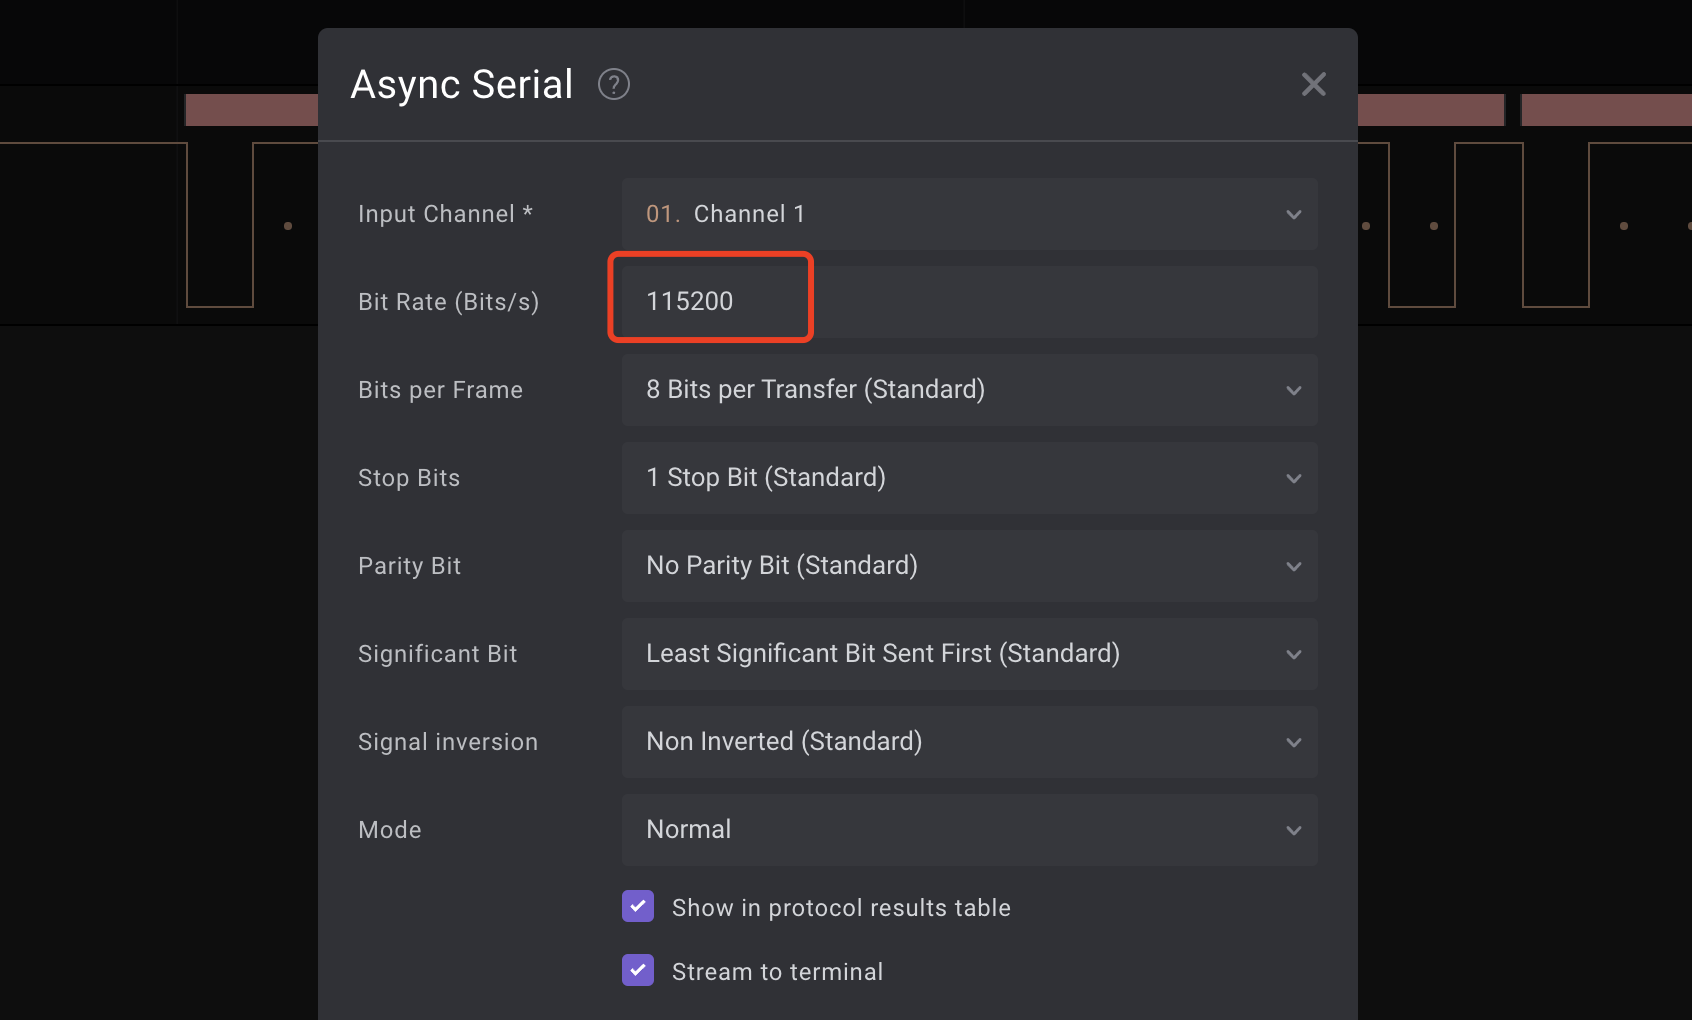 Async Serial ?
Input Channel * 01. Channel 1
Bit Rate (Bits/s) 115200
Bits per Frame 8 Bits per Transfer (Standard)
Stop Bits 1 Stop Bit (Standard)
Parity Bit No Parity Bit (Standard)
Significant Bit Least Significant Bit Sent First (Standard)
Signal inversion Non Inverted (Standard)
Mode Normal
Show in protocol results table
Stream to terminal